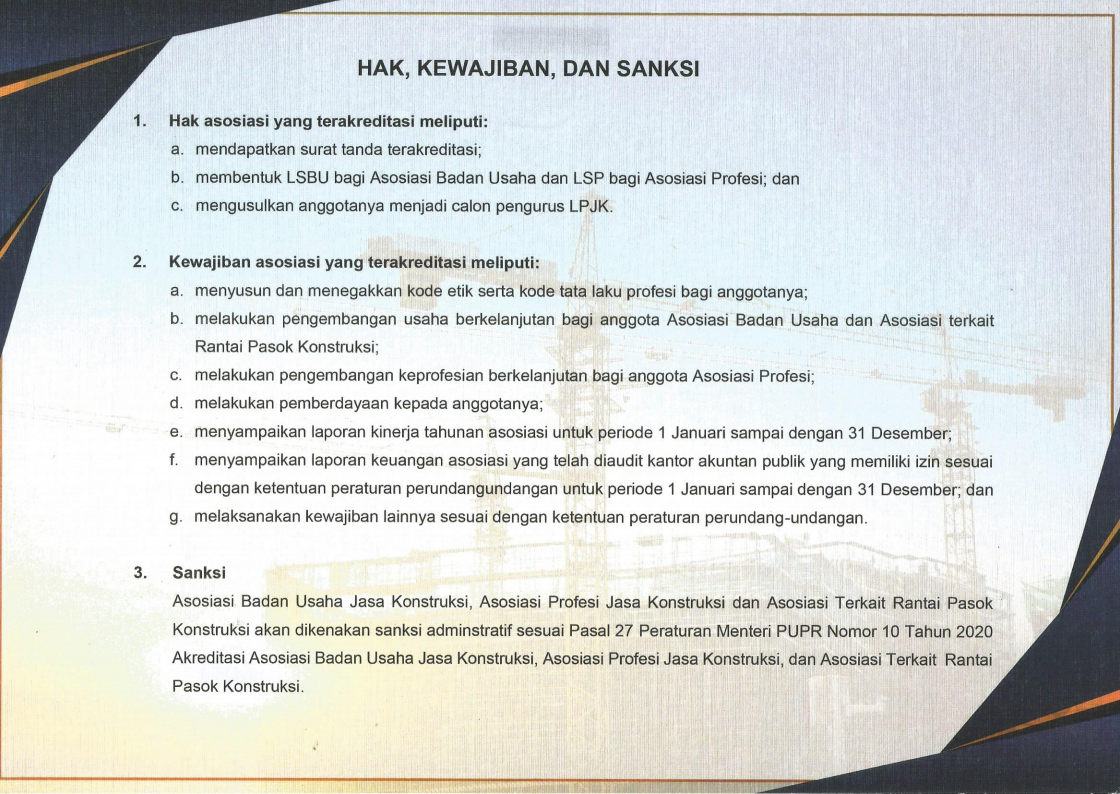 HAK, KEWAJIBAN, DAN SANKSI
1. Hak asosiasi yang terakreditasi meliputi:
a. mendapatkan surat tanda terakreditasi;
b. membentuk LSBU bagi Asosiasi Badan Usaha dan LSP bagi Asosiasi Profesi; dan
c. mengusulkan anggotanya menjadi calon pengurus LPJK.
2. Kewajiban asosiasi yang terakreditasi meliputi:
a. menyusun dan menegakkan kode etik serta kode tata laku profesi bagi anggotanya;
b. melakukan pengembangan usaha berkelanjutan bagi anggota Asosiasi Badan Usaha dan Asosiasi terkait
Rantai Pasok Konstruksi;
c. melakukan pengembangan keprofesian berkelanjutan bagi anggota Asosiasi Profesi;
d. melakukan pemberdayaan kepada anggotanya;
e. menyampaikan laporan kinerja tahunan asosiasi untuk periode 1 Januari sampai dengan 31 Desember;
f. menyampaikan laporan keuangan asosiasi yang telah diaudit kantor akuntan publik yang memiliki izin sesuai
dengan ketentuan peraturan perundangundangan untuk periode 1 Januari sampai dengan 31 Desember; dan
g. melaksanakan kewajiban lainnya sesuai dengan ketentuan peraturan perundang-undangan.
3. Sanksi
Asosiasi Badan Usaha Jasa Konstruksi, Asosiasi Profesi Jasa Konstruksi dan Asosiasi Terkait Rantai Pasok
Konstruksi akan dikenakan sanksi adminstratif sesuai Pasal 27 Peraturan Menteri PUPR Nomor 10 Tahun 2020
Akreditasi Asosiasi Badan Usaha Jasa Konstruksi, Asosiasi Profesi Jasa Konstruksi, dan Asosiasi Terkait Rantai
Pasok Konstruksi.